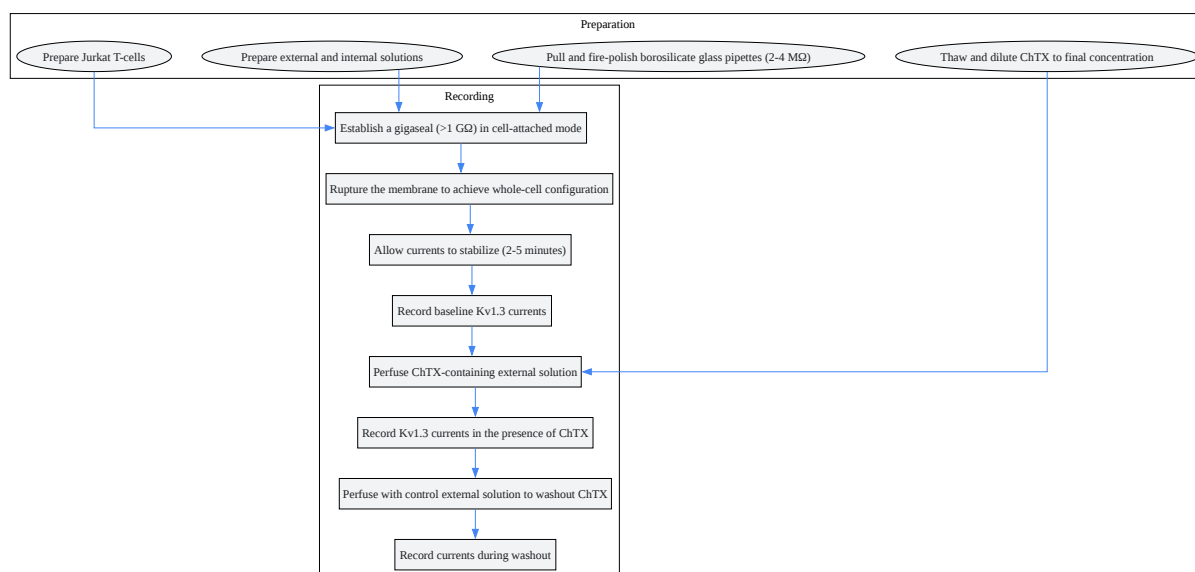 Preparation
Prepare Jurkat T-cells
Prepare external and internal solutions
Pull and fire-polish borosilicate glass pipettes (2-4 MΩ)
Thaw and dilute ChTX to final concentration
Recording
Establish a gigaseal (>1 GΩ) in cell-attached mode
Rupture the membrane to achieve whole-cell configuration
Allow currents to stabilize (2-5 minutes)
Record baseline Kv1.3 currents
Perfuse ChTX-containing external solution
Record Kv1.3 currents in the presence of ChTX
Perfuse with control external solution to washout ChTX
Record currents during washout